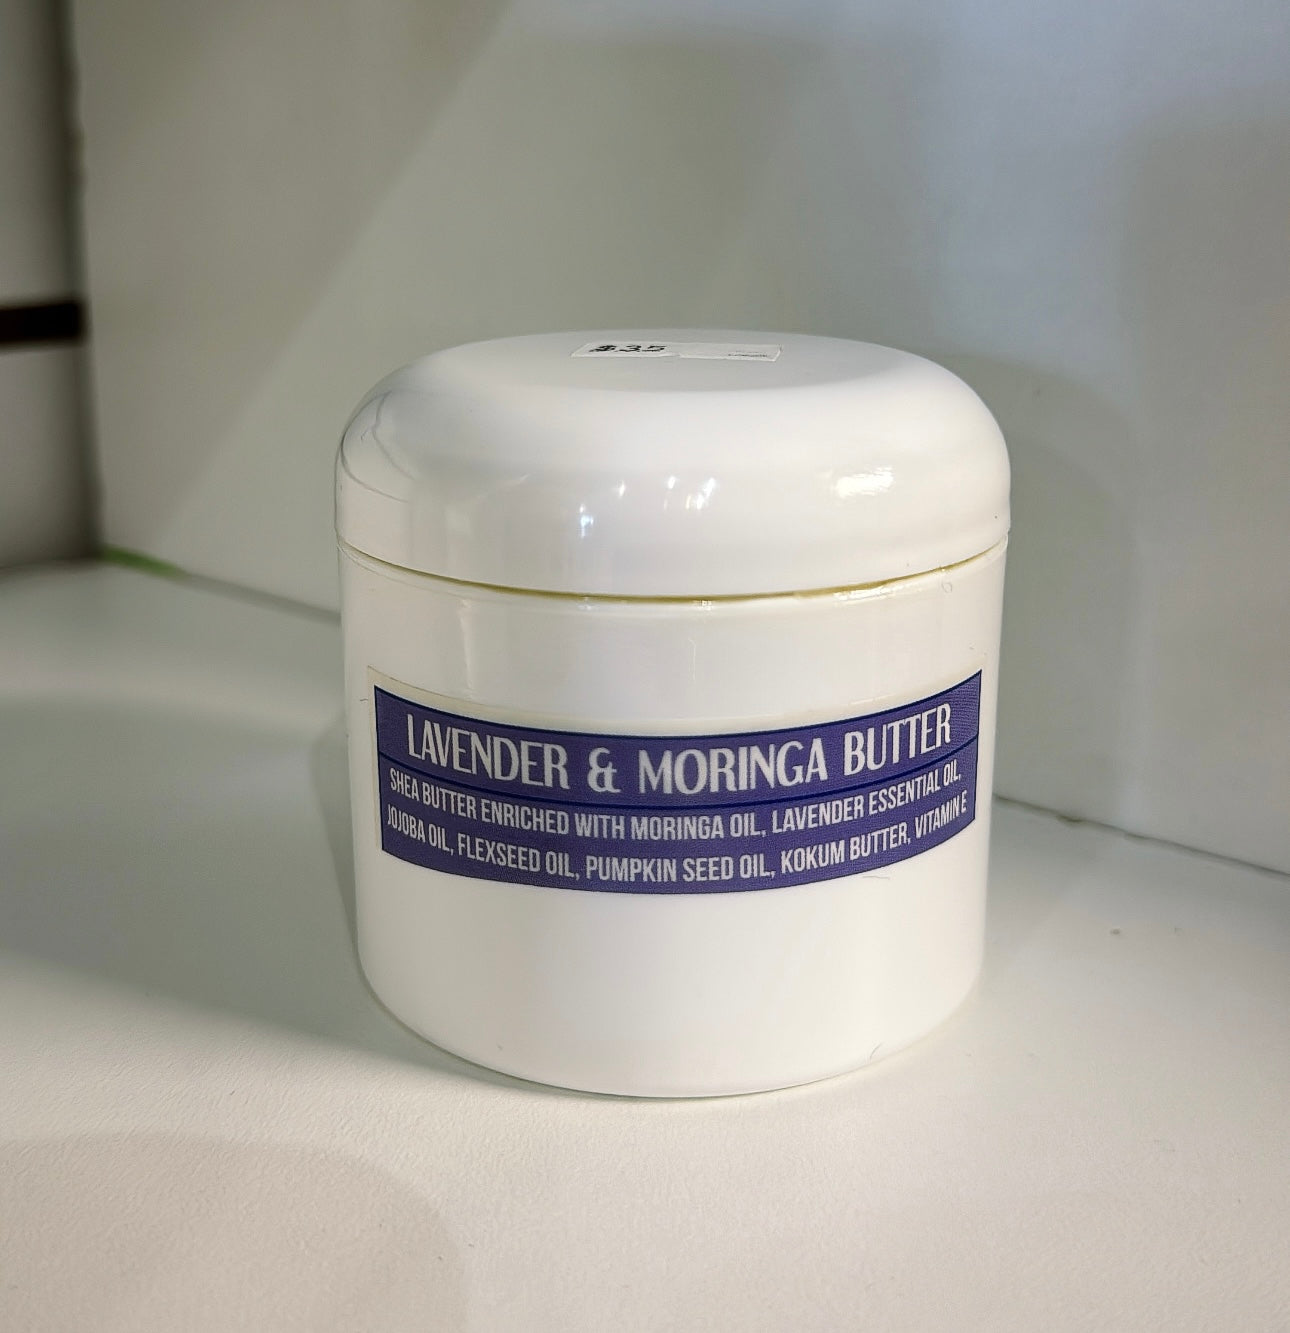 $35
LAVENDER & MORINGA BUTTER
SHEA BUTTER ENRICHED WITH MORINGA OIL, LAVENDER ESSENTIAL OIL,
JOJOBA OIL, FLEXSEED OIL, PUMPKIN SEED OIL, KOKUM BUTTER, VITAMIN E